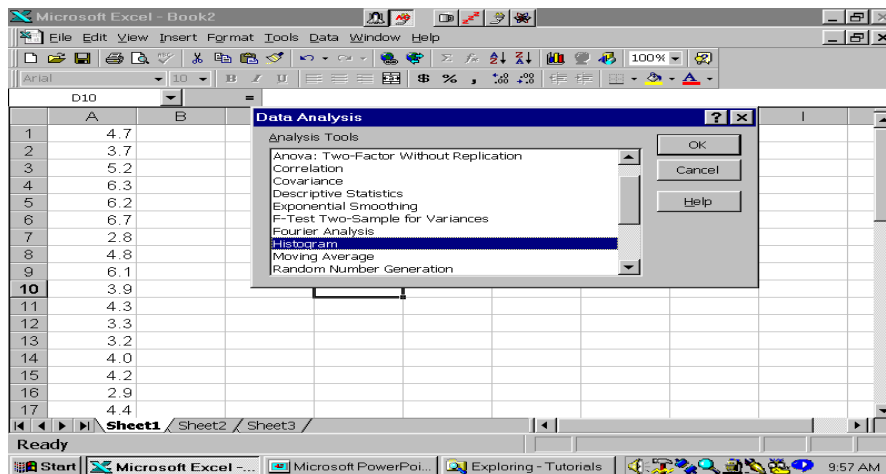 Microsoft Excel - Book2
File Edit View Insert Format Tools Data Window Help
100%
Arial 10 B I U $ % ,
D10 =
A B I
1 4.7
2 3.7
3 5.2
4 6.3
5 6.2
6 6.7
7 2.8
8 4.8
9 6.1
10 3.9
11 4.3
12 3.3
13 3.2
14 4.0
15 4.2
16 2.9
17 4.4
Data Analysis
Analysis Tools
Anova: Two-Factor Without Replication
Correlation
Covariance
Descriptive Statistics
Exponential Smoothing
F-Test Two-Sample for Variances
Fourier Analysis
Histogram
Moving Average
Random Number Generation
OK
Cancel
Help
Sheet1 Sheet2 Sheet3
Ready
Start Microsoft Excel -... Microsoft PowerPoi... Exploring - Tutorials 9:57 AM